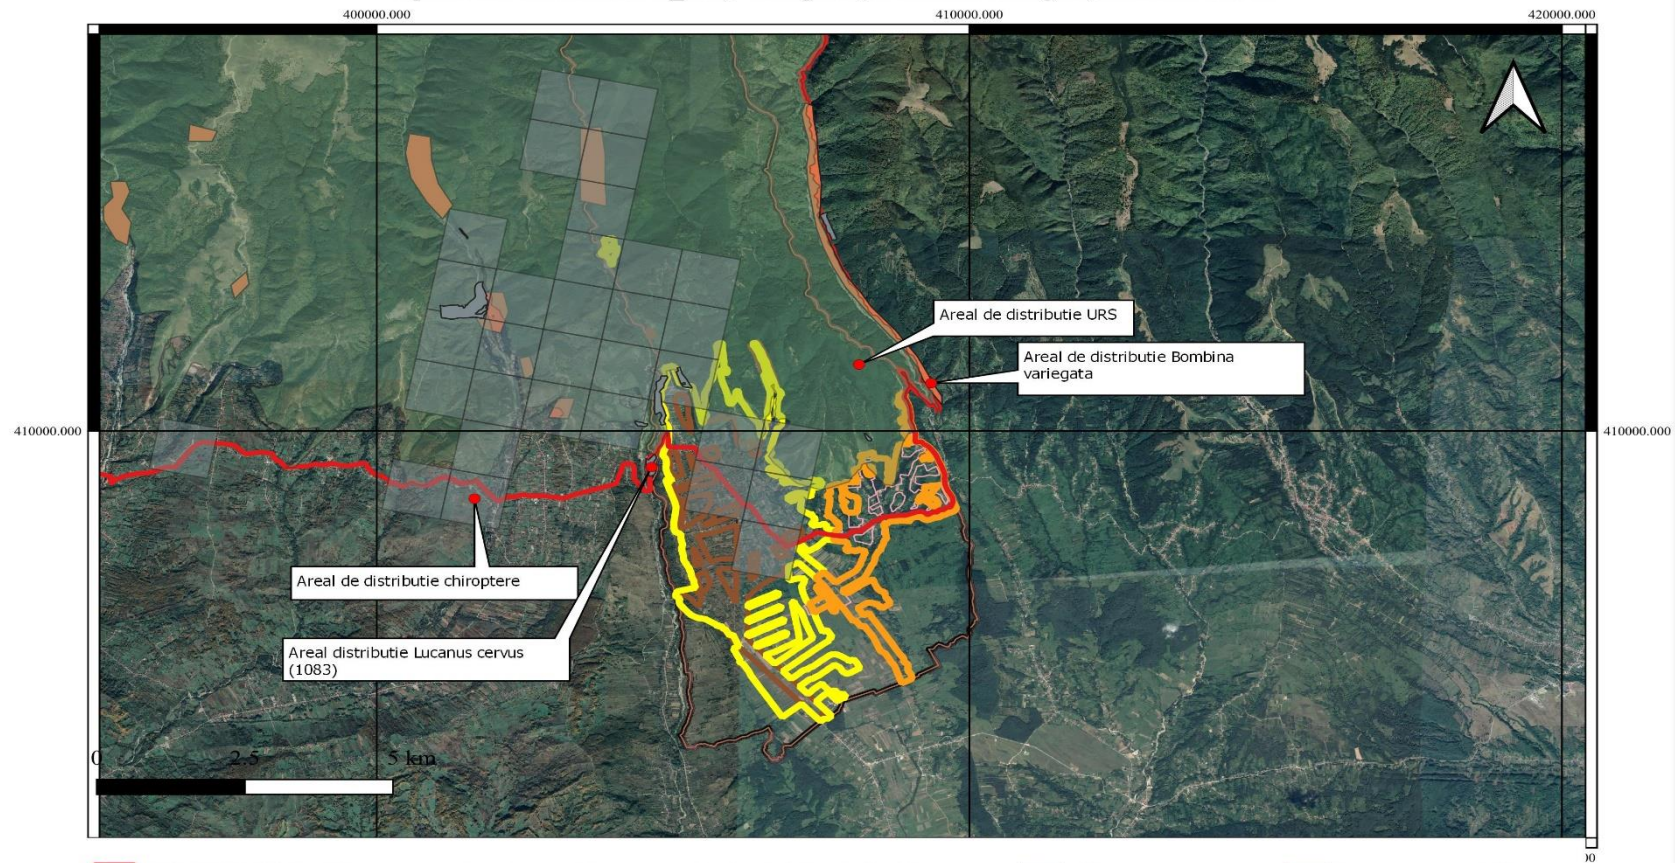 400000.000
410000.000
420000.000
Areal de distributie URS
Areal de distributie Bombina
variegata
410000.000
410000.000
Areal de distributie chiroptere
Areal distributie Lucanus cervus
(1083)
0
2.5
5 km